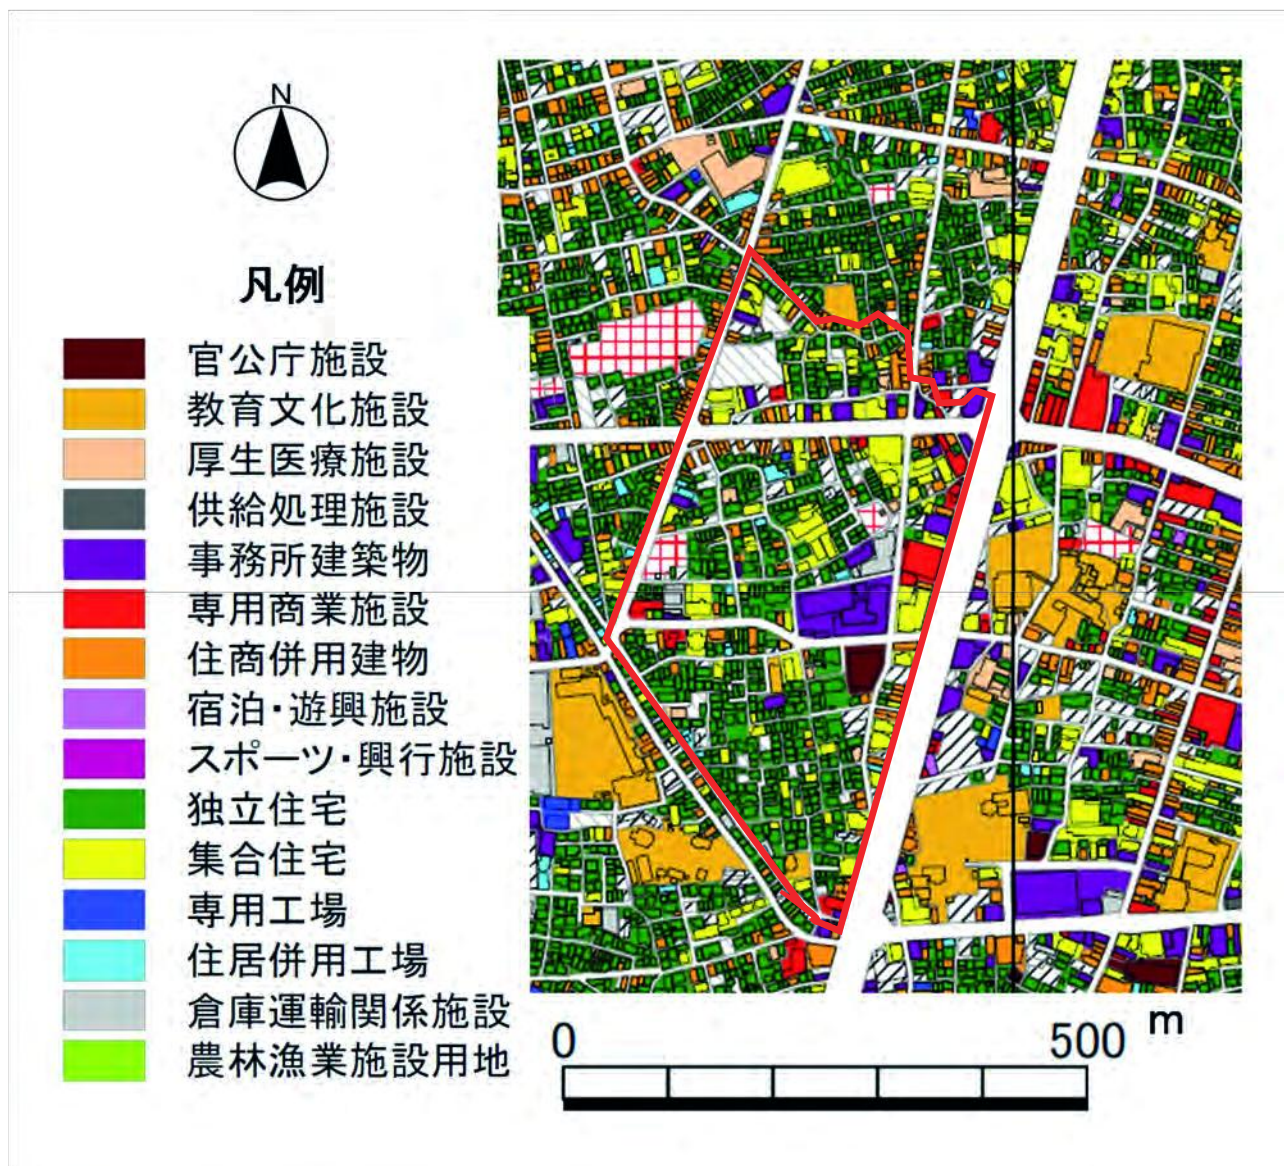 N
凡例
官公庁施設
教育文化施設
厚生医療施設
供給処理施設
事務所建築物
専用商業施設
住商併用建物
宿泊・遊興施設
スポーツ・興行施設
独立住宅
集合住宅
専用工場
住居併用工場
倉庫運輸関係施設
農林漁業施設用地
0 500 m